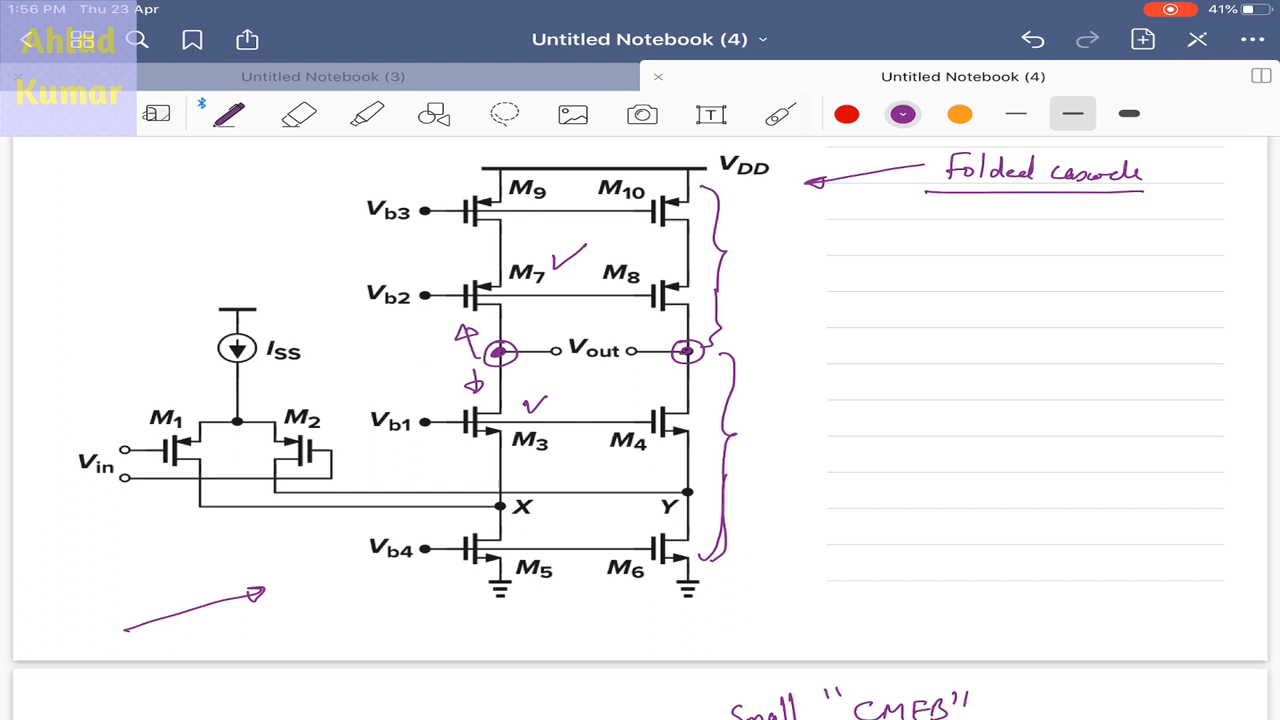 1:56 PM Thu 23 Apr
41%
Ahlad
Kumar
Untitled Notebook (4)
Untitled Notebook (3)
Untitled Notebook (4)
T
VDD
Folded cascode
M9
M10
Vb3
M7
M8
Vb2
Vout
ISS
M1
M2
Vb1
M3
M4
Vin
X
Y
Vb4
M5
M6
Small "CMFB"